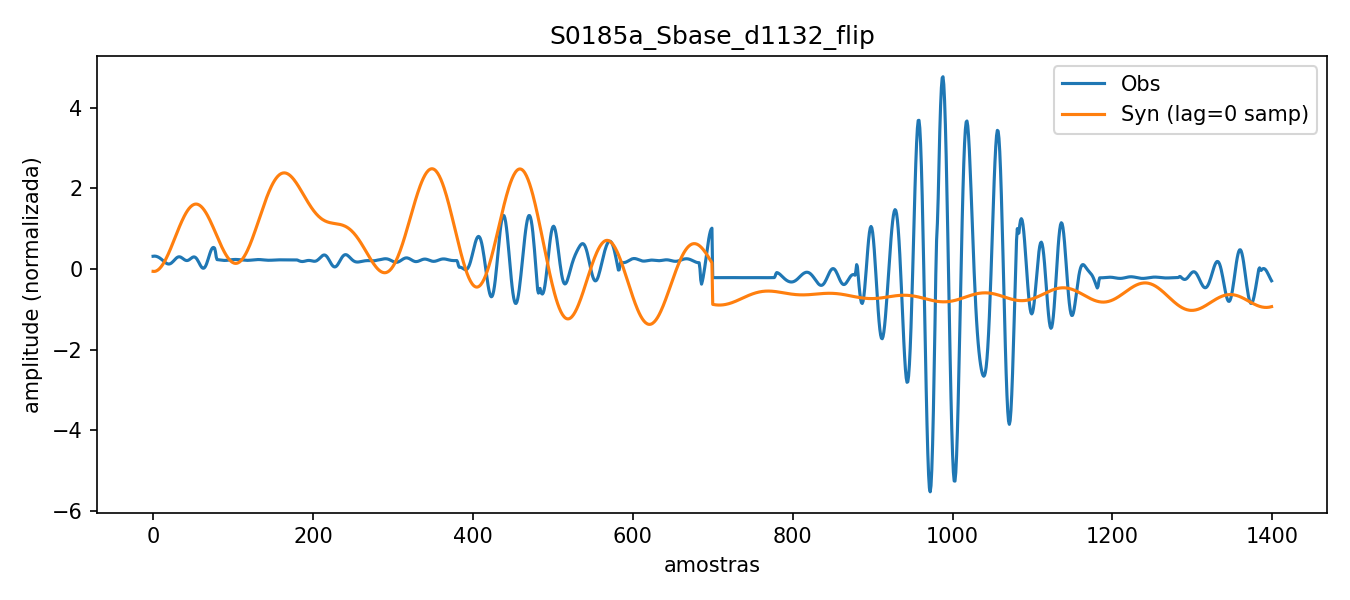 S0185a_Sbase_d1132_flip
Obs
Syn (lag=0 samp)
amplitude (normalizada)
4
2
0
−2
−4
−6
0 200 400 600 800 1000 1200 1400
amostras